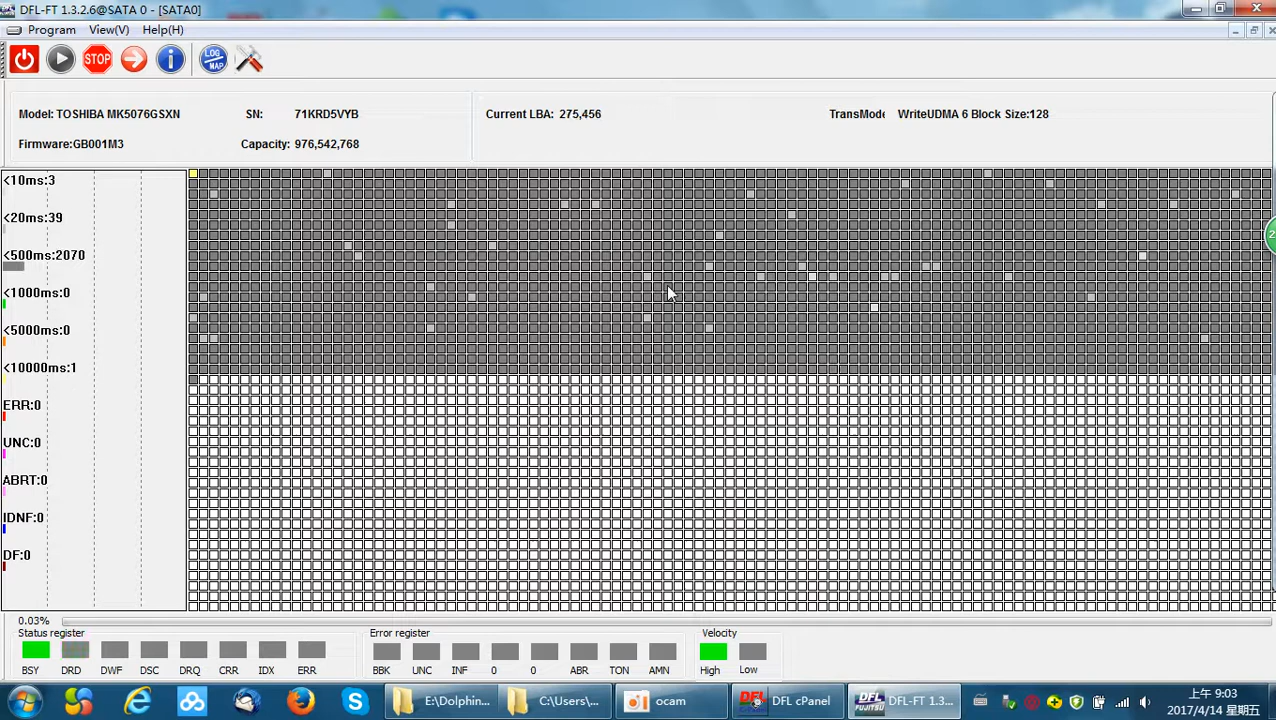 DFL-FT 1.3.2.6@SATA 0 - [SATA0]
Program View(V) Help(H)
STOP LOG MAP
Model: TOSHIBA MK5076GSXN SN: 71KRD5VYB Current LBA: 275,456 TransMode WriteUDMA 6 Block Size:128
Firmware:GB001M3 Capacity: 976,542,768
<10ms:3
<20ms:39
<500ms:2070
<1000ms:0
<5000ms:0
<10000ms:1
ERR:0
UNC:0
ABRT:0
IDNF:0
DF:0
0.03%
Status register Error register Velocity
BSY DRD DWF DSC DRQ CRR IDX ERR BBK UNC INF 0 0 ABR TON AMN High Low
E:\Dolphin... C:\Users\... ocam DFL DFL cPanel DFL FUJITSU DFL-FT 1.3... 上午 9:03
2017/4/14 星期五